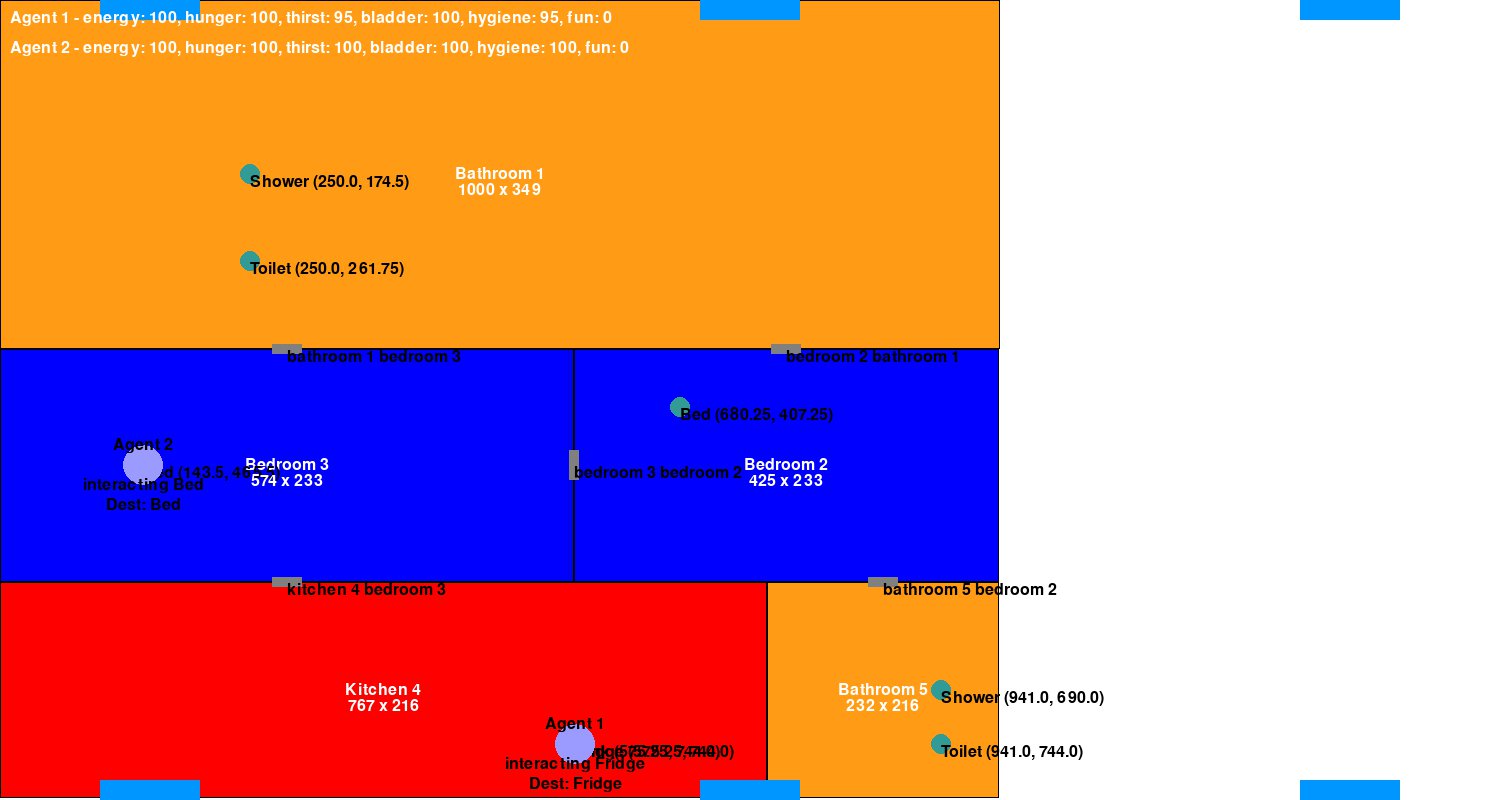 Agent 1 - energy: 100, hunger: 100, thirst: 95, bladder: 100, hygiene: 95, fun: 0
Agent 2 - energy: 100, hunger: 100, thirst: 100, bladder: 100, hygiene: 100, fun: 0
Shower (250.0, 174.5)
Bathroom 1
1000 x 349
Toilet (250.0, 261.75)
bathroom 1 bedroom 3
bedroom 2 bathroom 1
Bed (680.25, 407.25)
Agent 2
Bedroom 3
574 x 233
(143.5,
interacting Bed
Dest: Bed
bedroom 3 bedroom 2
Bedroom 2
425 x 233
kitchen 4 bedroom 3
bathroom 5 bedroom 2
Kitchen 4
767 x 216
Bathroom 5
232 x 216
Shower (941.0, 690.0)
Agent 1
interacting Fridge
Dest: Fridge
Toilet (941.0, 744.0)